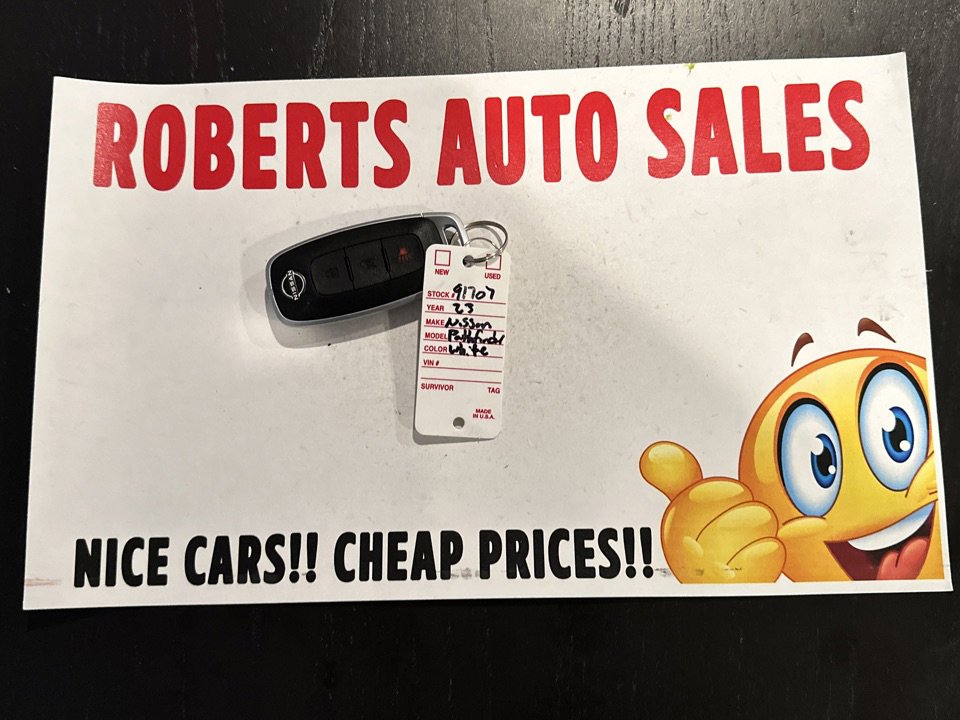 ROBERTS AUTO SALES
NISSAN
NEW USED
STOCK # 91707
YEAR 23
MAKE Nissan
MODEL Pathfinder
COLOR White
VIN #
SURVIVOR TAG
MADE
IN U.S.A.
NICE CARS!! CHEAP PRICES!!